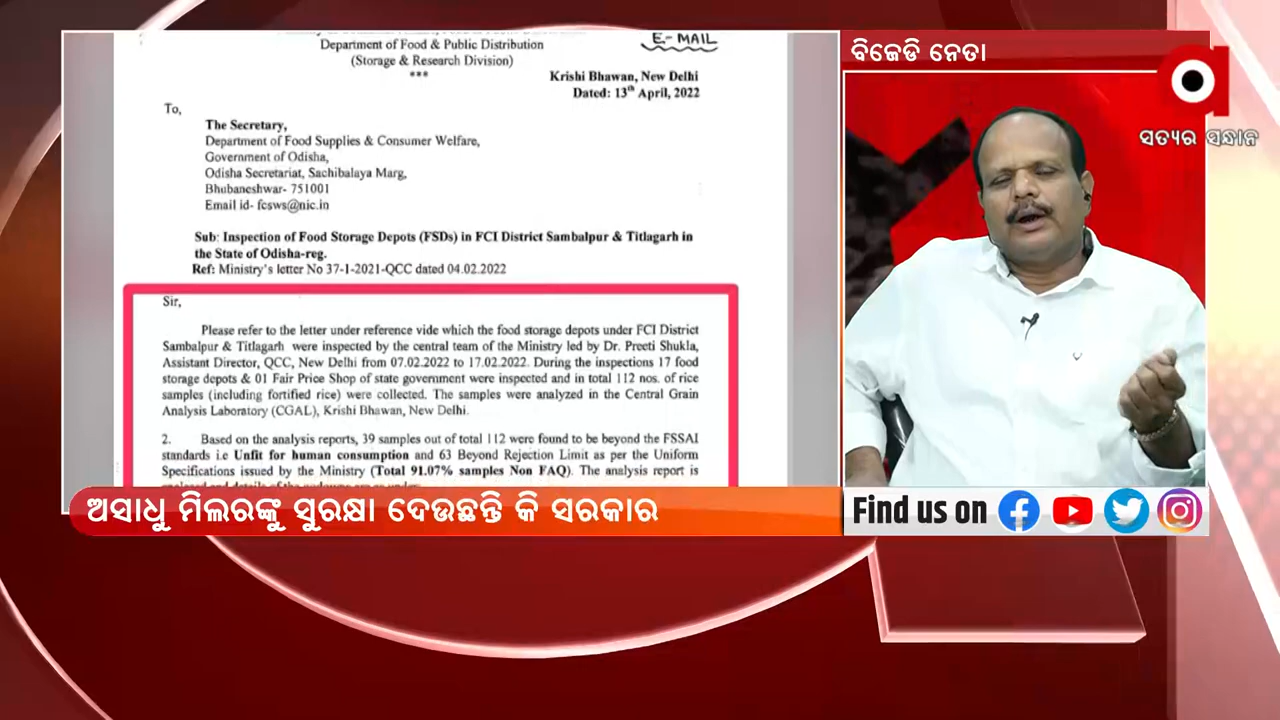 Department of Food & Public Distribution
(Storage & Research Division)
***
E-MAIL
Krishi Bhawan, New Delhi
Dated: 13th April, 2022
To,
The Secretary,
Department of Food Supplies & Consumer Welfare,
Government of Odisha,
Odisha Secretariat, Sachibalaya Marg,
Bhubaneshwar- 751001
Email id- fcsws@nic.in
Sub: Inspection of Food Storage Depots (FSDs) in FCI District Sambalpur & Titlagarh in
the State of Odisha-reg.
Ref: Ministry's letter No 37-1-2021-QCC dated 04.02.2022
Sir,
Please refer to the letter under reference vide which the food storage depots under FCI District
Sambalpur & Titlagarh were inspected by the central team of the Ministry led by Dr. Preeti Shukla,
Assistant Director, QCC, New Delhi from 07.02.2022 to 17.02.2022. During the inspections 17 food
storage depots & 01 Fair Price Shop of state government were inspected and in total 112 nos. of rice
samples (including fortified rice) were collected. The samples were analyzed in the Central Grain
Analysis Laboratory (CGAL), Krishi Bhawan, New Delhi.
2. Based on the analysis reports, 39 samples out of total 112 were found to be beyond the FSSAI
standards i.e Unfit for human consumption and 63 Beyond Rejection Limit as per the Uniform
Specifications issued by the Ministry (Total 91.07% samples Non FAQ). The analysis report is
ବିଜେଡି ନେତା
ସତ୍ୟର ସନ୍ଧାନ
ଅସାଧୁ ମିଲରଙ୍କୁ ସୁରକ୍ଷା ଦେଉଛନ୍ତି କି ସରକାର
Find us on